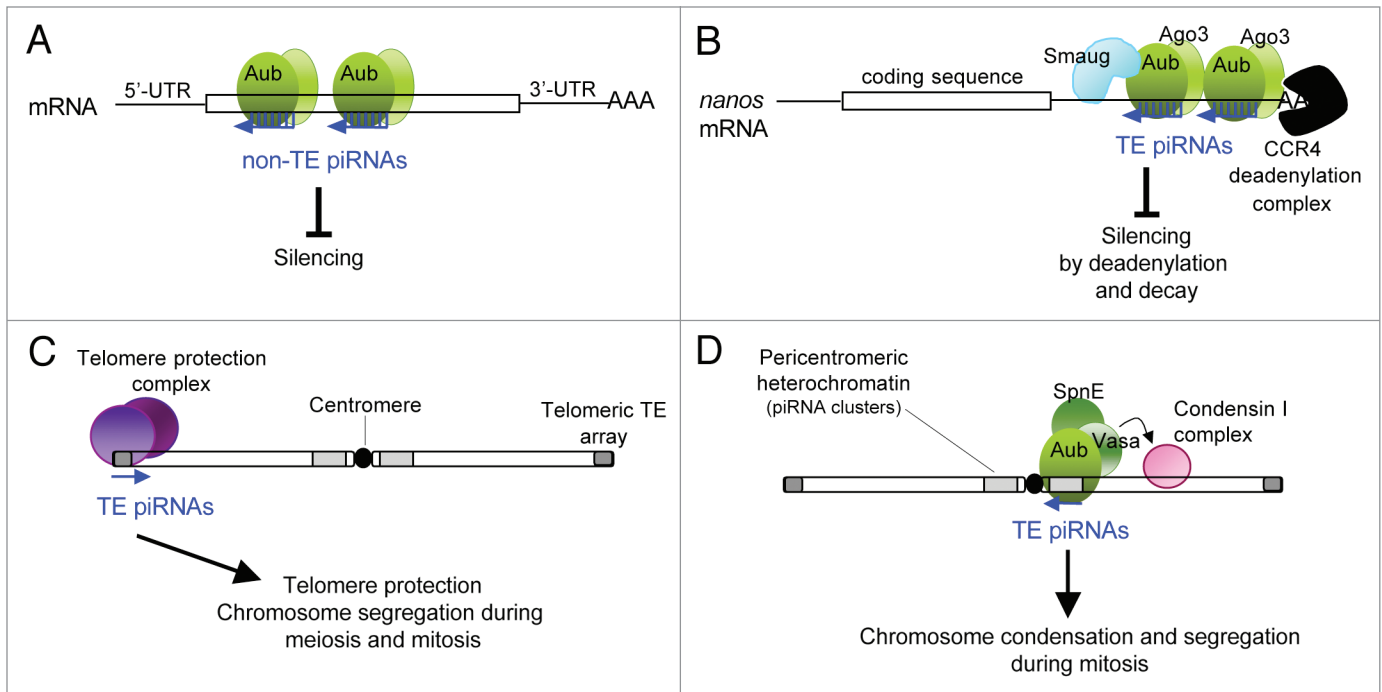 A
Aub
Aub
5'-UTR
3'-UTR
mRNA
AAA
non-TE piRNAs
Silencing
B
Smaug
Ago3
Ago3
Aub
Aub
coding sequence
nanos
mRNA
AA
TE piRNAs
CCR4
deadenylation
complex
Silencing
by deadenylation
and decay
C
Telomere protection
complex
Centromere
Telomeric TE
array
TE piRNAs
Telomere protection
Chromosome segregation during
meiosis and mitosis
D
Pericentromeric
heterochromatin
(piRNA clusters)
SpnE
Vasa
Aub
Condensin I
complex
TE piRNAs
Chromosome condensation and segregation
during mitosis